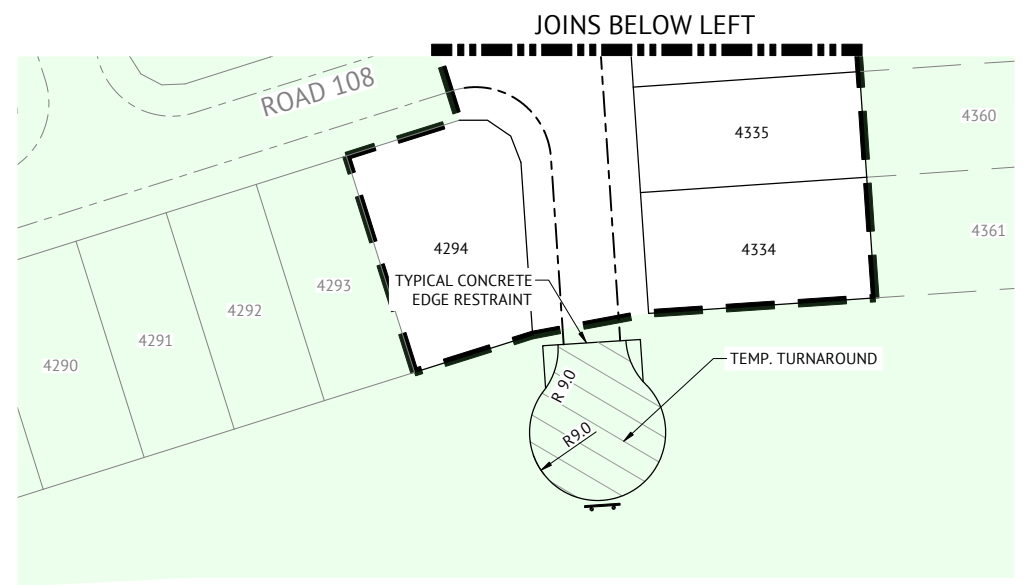 JOINS BELOW LEFT
ROAD 108
4360
4335
4361
4334
4294
4293
4292
4291
4290
TYPICAL CONCRETE
EDGE RESTRAINT
TEMP. TURNAROUND
R 9.0
R9.0